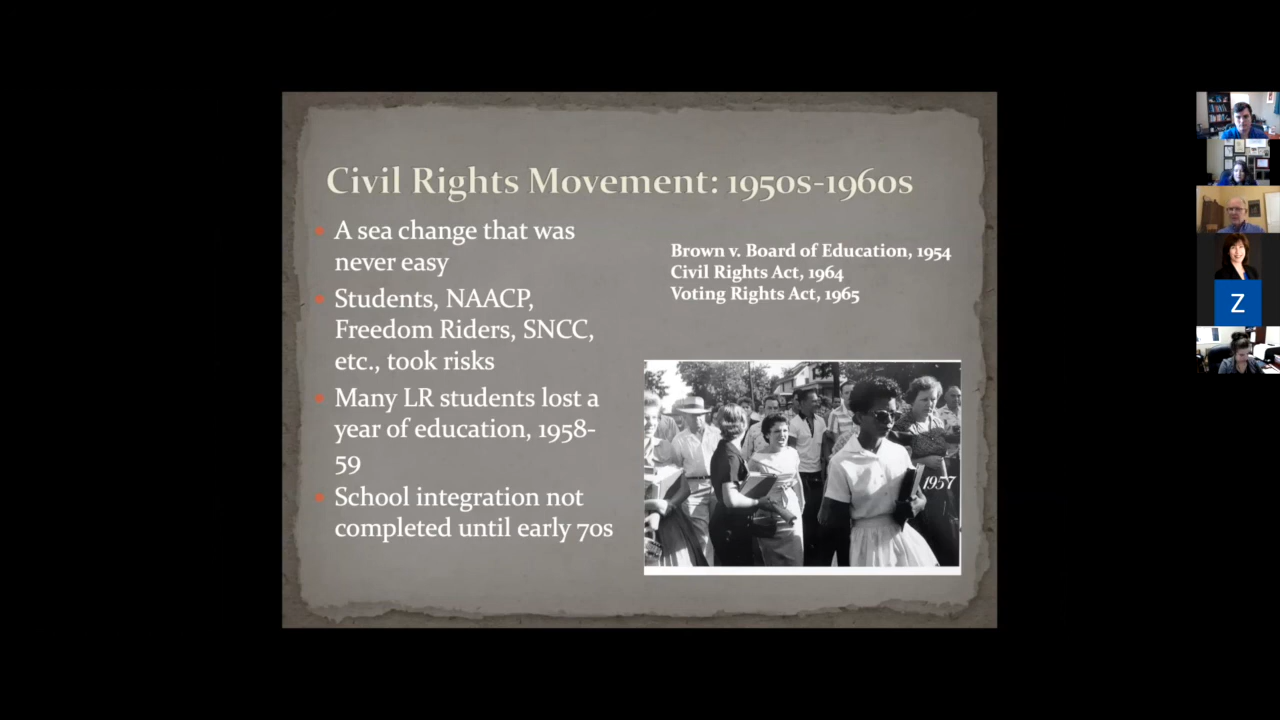 Civil Rights Movement: 1950s-1960s
A sea change that was
never easy
Students, NAACP,
Freedom Riders, SNCC,
etc., took risks
Many LR students lost a
year of education, 1958-
59
School integration not
completed until early 70s
Brown v. Board of Education, 1954
Civil Rights Act, 1964
Voting Rights Act, 1965
1957
Z